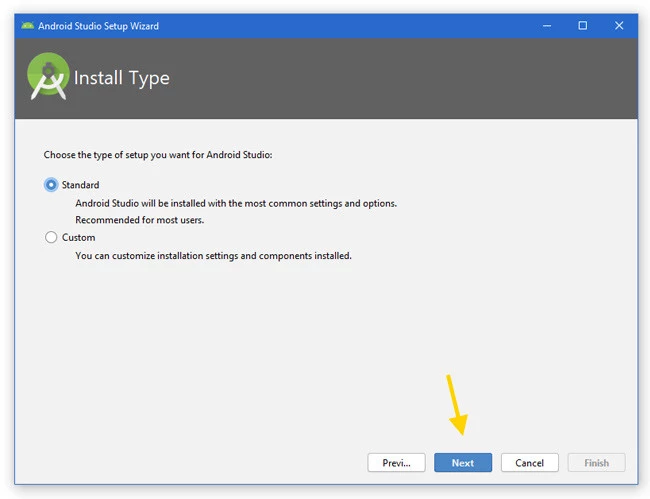 Android Studio Setup Wizard
Install Type
Choose the type of setup you want for Android Studio:
Standard
Android Studio will be installed with the most common settings and options.
Recommended for most users.
Custom
You can customize installation settings and components installed.
Previ... Next Cancel Finish